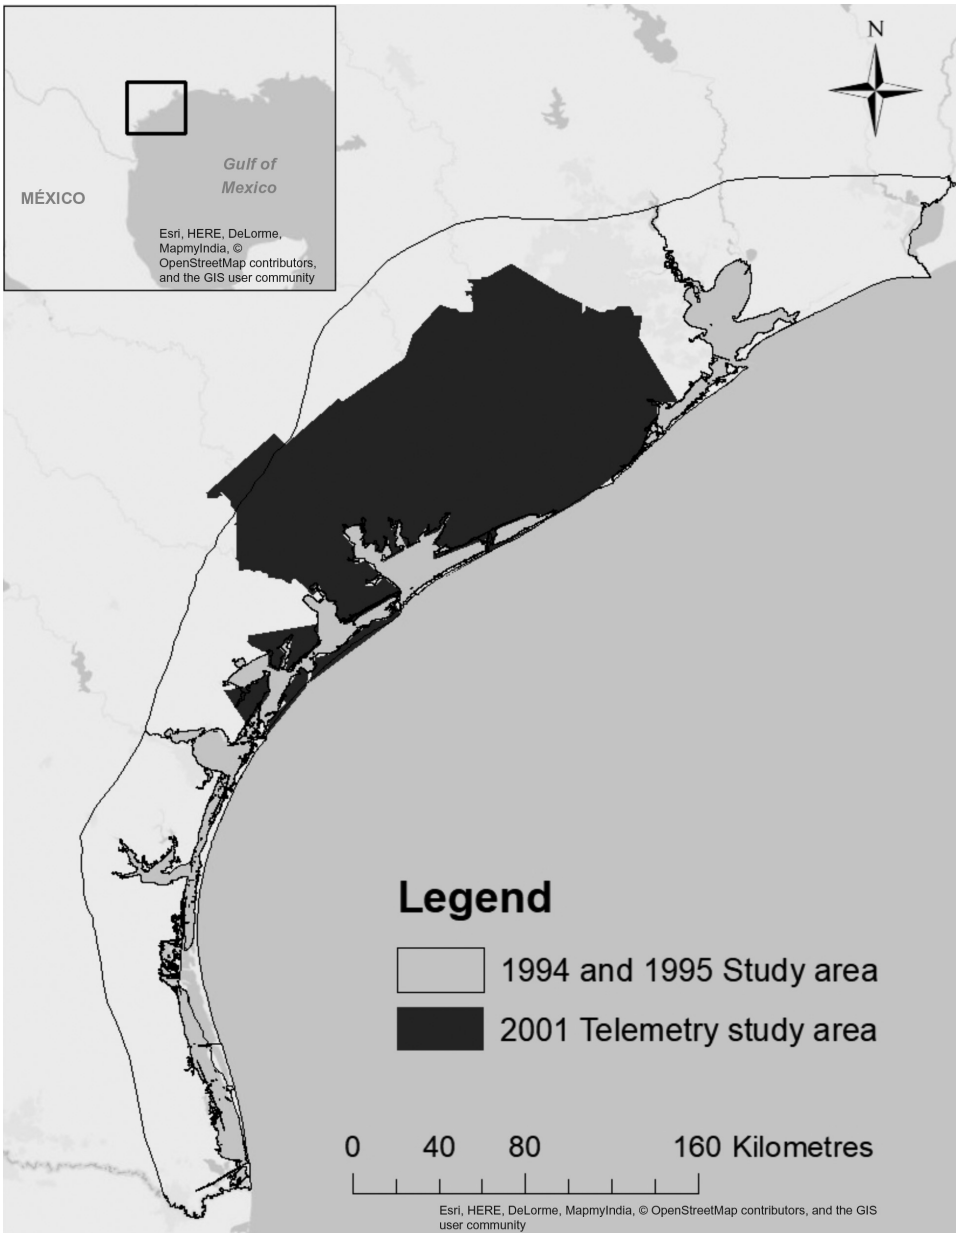 N
Gulf of
Mexico
MÉXICO
Esri, HERE, DeLorme,
MapmyIndia, ©
OpenStreetMap contributors,
and the GIS user community
Legend
1994 and 1995 Study area
2001 Telemetry study area
0 40 80 160 Kilometres
Esri, HERE, DeLorme, MapmyIndia, © OpenStreetMap contributors, and the GIS
user community